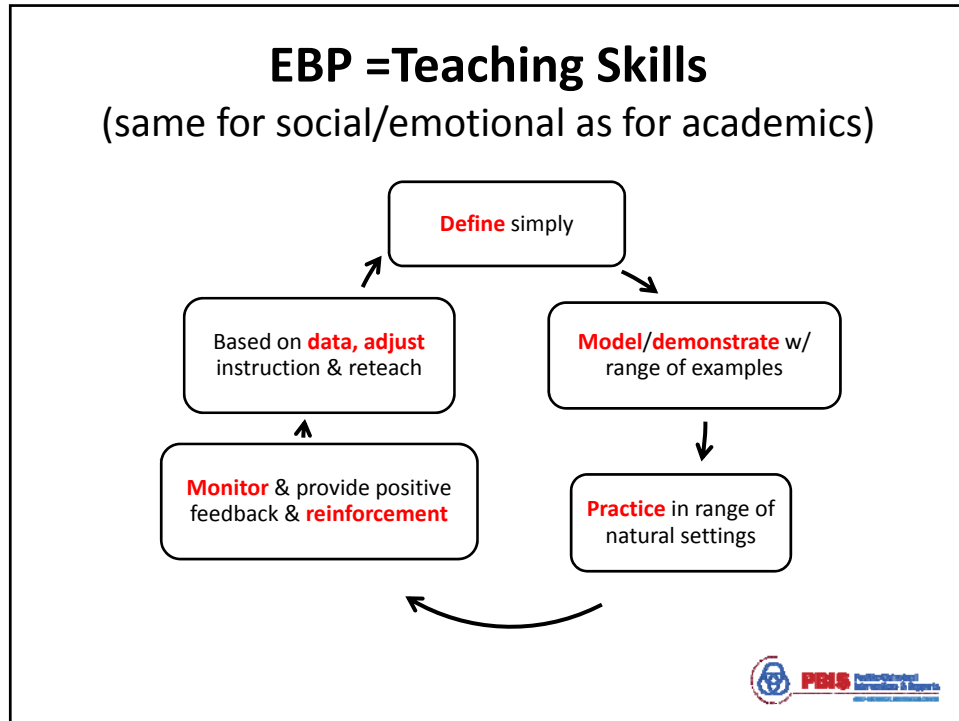 EBP =Teaching Skills
(same for social/emotional as for academics)
Define simply
Model/demonstrate w/
range of examples
Practice in range of
natural settings
Monitor & provide positive
feedback & reinforcement
Based on data, adjust
instruction & reteach
PBIS